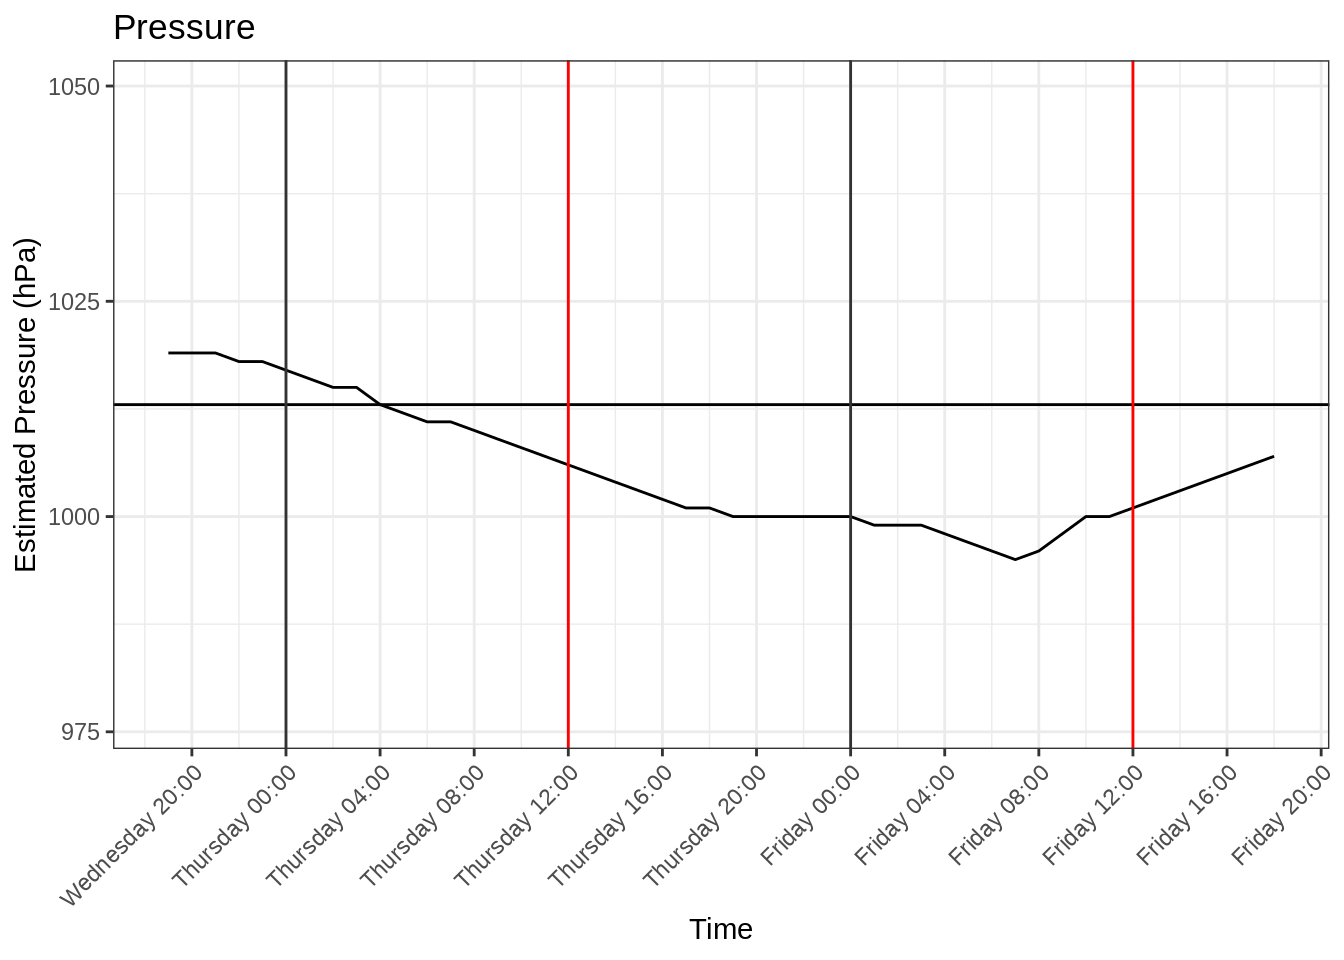 Pressure
Estimated Pressure (hPa)
1050
1025
1000
975
Wednesday 20:00
Thursday 00:00
Thursday 04:00
Thursday 08:00
Thursday 12:00
Thursday 16:00
Thursday 20:00
Friday 00:00
Friday 04:00
Friday 08:00
Friday 12:00
Friday 16:00
Friday 20:00
Time